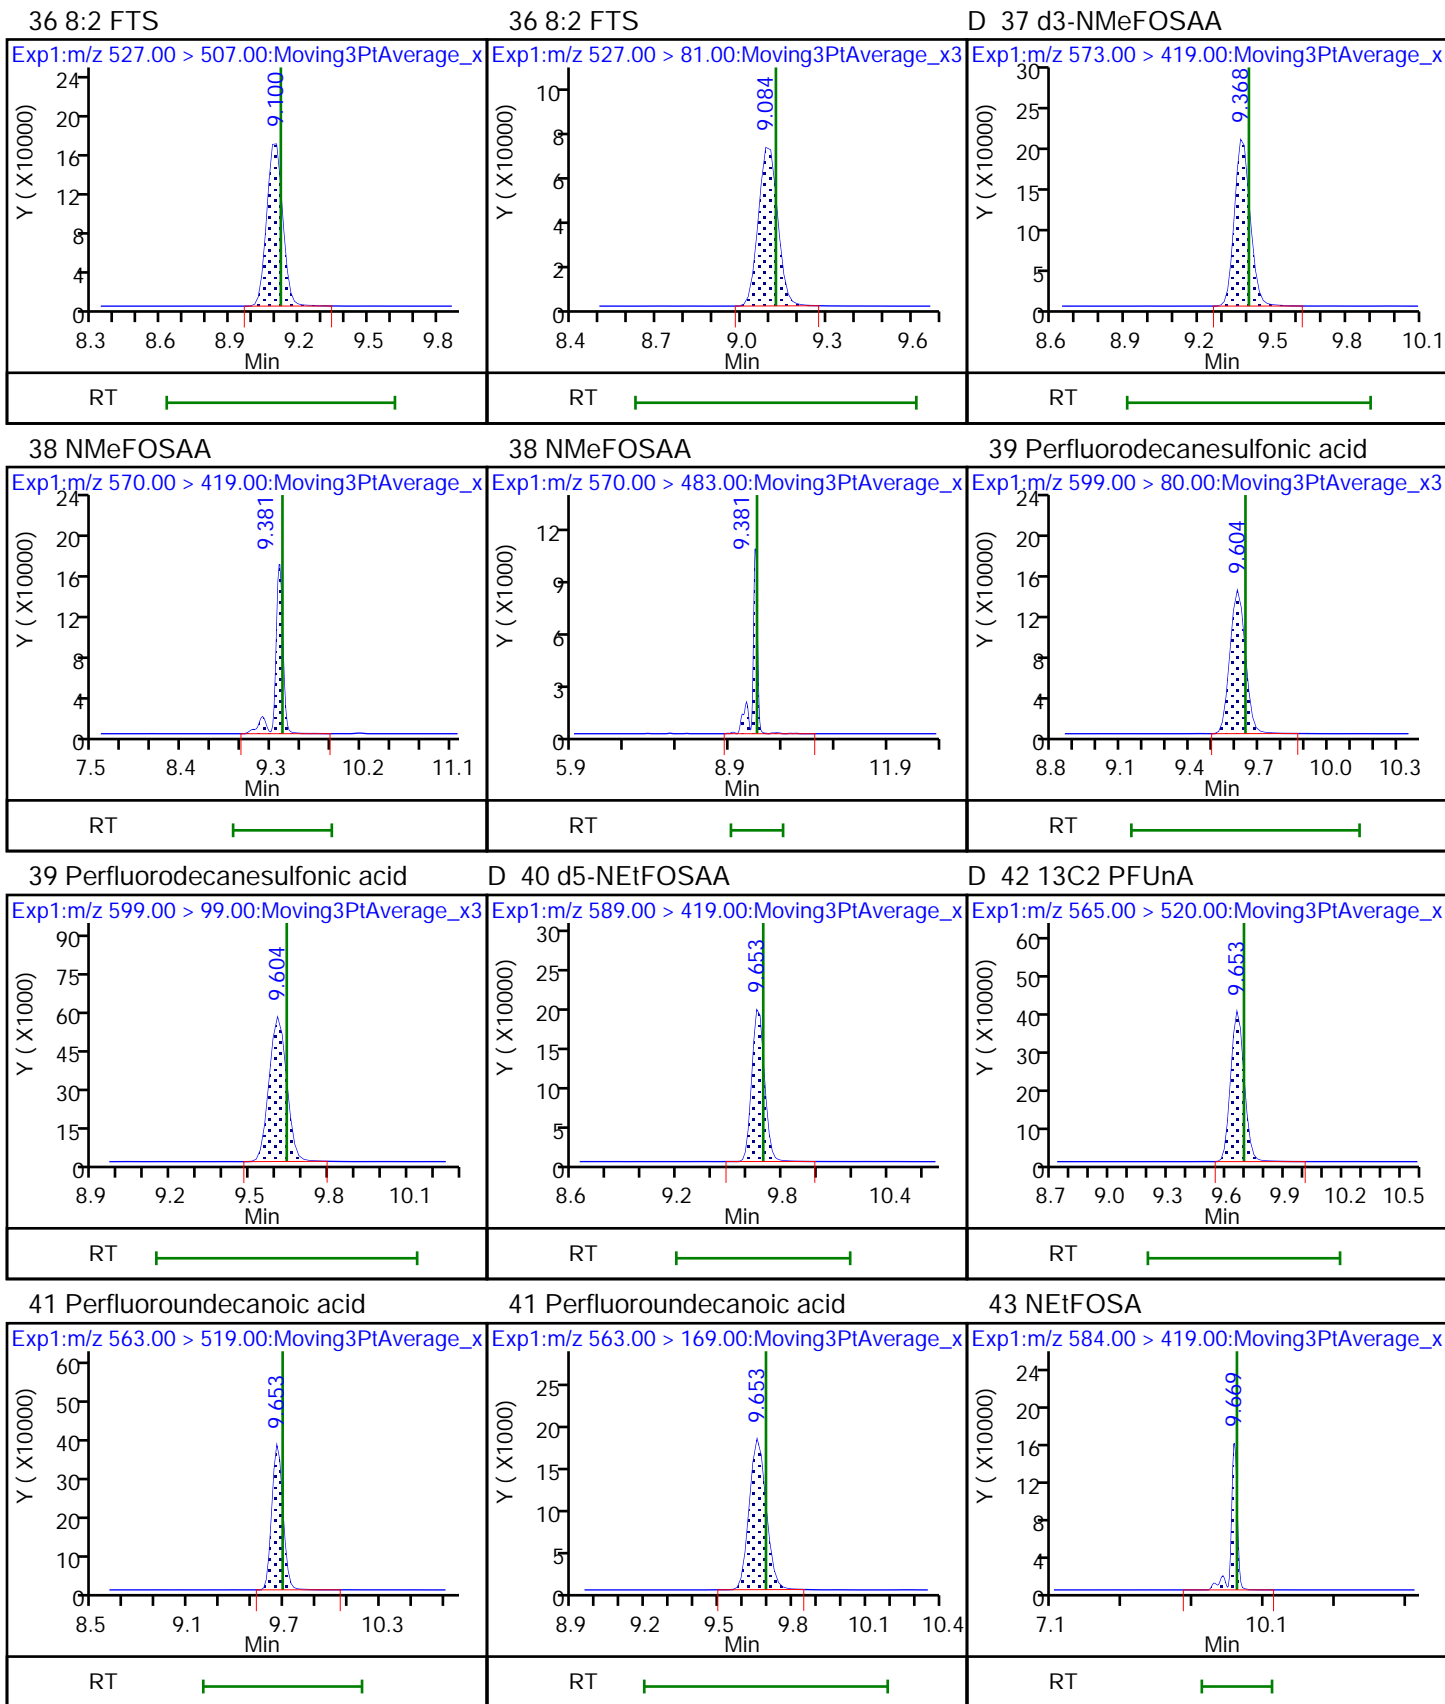 36 8:2 FTS
Exp1:m/z 527.00 > 507.00:Moving3PtAverage_x
Y ( X10000)
24
20
16
12
8
4
0
9.100
8.3 8.6 8.9 9.2 9.5 9.8
Min
RT
36 8:2 FTS
Exp1:m/z 527.00 > 81.00:Moving3PtAverage_x3
Y ( X10000)
10
8
6
4
2
0
9.084
8.4 8.7 9.0 9.3 9.6
Min
RT
D 37 d3-NMeFOSAA
Exp1:m/z 573.00 > 419.00:Moving3PtAverage_x
Y ( X10000)
30
25
20
15
10
5
0
9.368
8.6 8.9 9.2 9.5 9.8 10.1
Min
RT
38 NMeFOSAA
Exp1:m/z 570.00 > 419.00:Moving3PtAverage_x
Y ( X10000)
24
20
16
12
8
4
0
9.381
7.5 8.4 9.3 10.2 11.1
Min
RT
38 NMeFOSAA
Exp1:m/z 570.00 > 483.00:Moving3PtAverage_x
Y ( X1000)
12
9
6
3
0
9.381
5.9 8.9 11.9
Min
RT
39 Perfluorodecanesulfonic acid
Exp1:m/z 599.00 > 80.00:Moving3PtAverage_x3
Y ( X10000)
24
20
16
12
8
4
0
9.604
8.8 9.1 9.4 9.7 10.0 10.3
Min
RT
39 Perfluorodecanesulfonic acid
Exp1:m/z 599.00 > 99.00:Moving3PtAverage_x3
Y ( X1000)
90
75
60
45
30
15
0
9.604
8.9 9.2 9.5 9.8 10.1
Min
RT
D 40 d5-NEtFOSAA
Exp1:m/z 589.00 > 419.00:Moving3PtAverage_x
Y ( X10000)
30
25
20
15
10
5
0
9.653
8.6 9.2 9.8 10.4
Min
RT
D 42 13C2 PFUnA
Exp1:m/z 565.00 > 520.00:Moving3PtAverage_x
Y ( X10000)
60
50
40
30
20
10
0
9.653
8.7 9.0 9.3 9.6 9.9 10.2 10.5
Min
RT
41 Perfluoroundecanoic acid
Exp1:m/z 563.00 > 519.00:Moving3PtAverage_x
Y ( X10000)
60
50
40
30
20
10
0
9.653
8.5 9.1 9.7 10.3
Min
RT
41 Perfluoroundecanoic acid
Exp1:m/z 563.00 > 169.00:Moving3PtAverage_x
Y ( X1000)
25
20
15
10
5
0
9.653
8.9 9.2 9.5 9.8 10.1 10.4
Min
RT
43 NEtFOSA
Exp1:m/z 584.00 > 419.00:Moving3PtAverage_x
Y ( X10000)
24
20
16
12
8
4
0
9.669
7.1 10.1
Min
RT